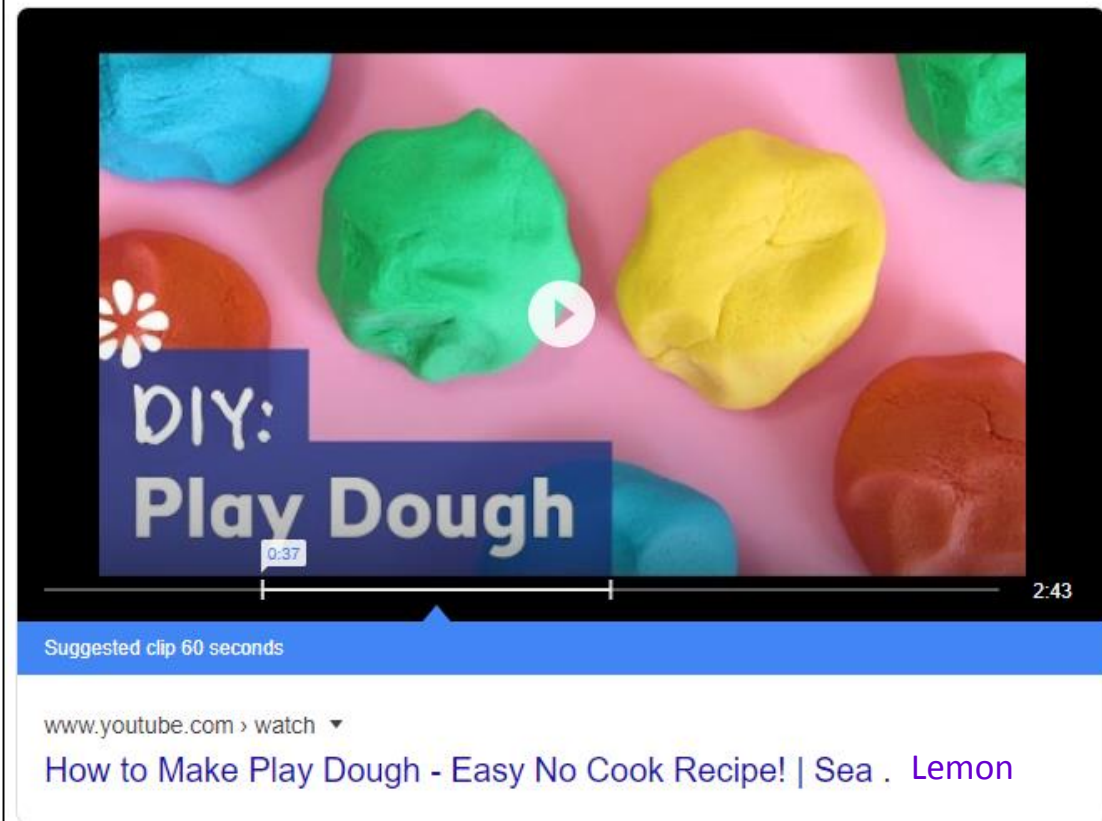 DIY:
Play Dough
0:37
2:43
Suggested clip 60 seconds
www.youtube.com › watch ▼
How to Make Play Dough - Easy No Cook Recipe! | Sea . Lemon